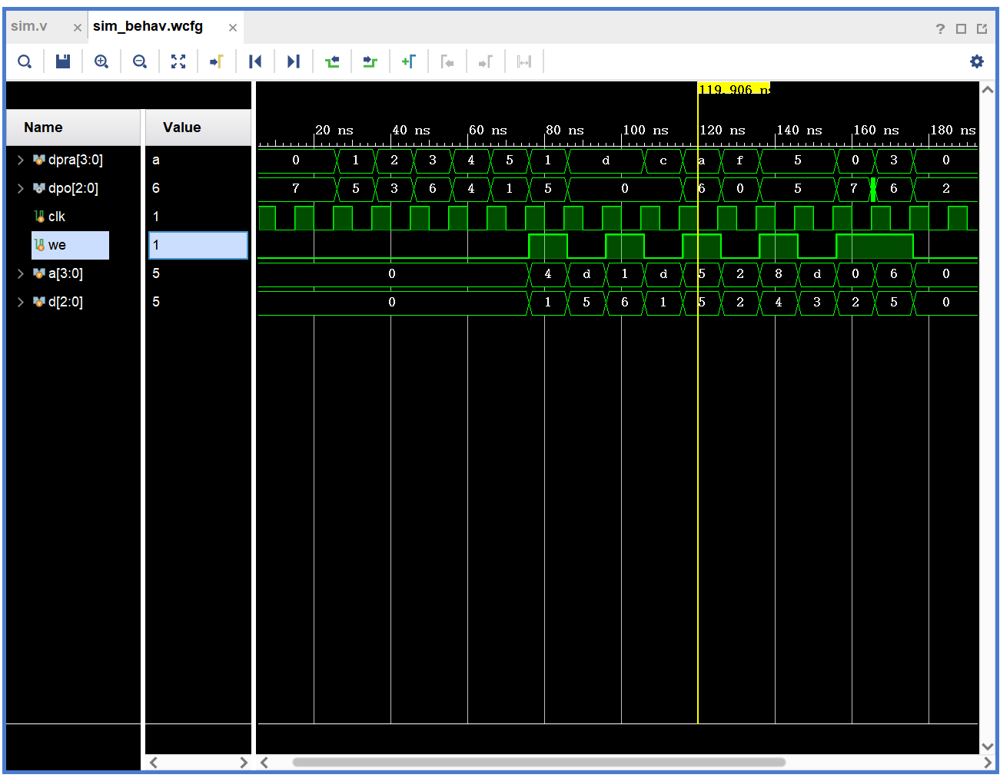 sim.v × sim_behav.wcfg × ?
119.906 ns
Name Value 20 ns 40 ns 60 ns 80 ns 100 ns 120 ns 140 ns 160 ns 180 ns
dpra[3:0] a 0 1 2 3 4 5 1 d c a f 5 0 3 0
dpo[2:0] 6 7 5 3 6 4 1 5 0 6 0 5 7 6 2
clk 1
we 1
a[3:0] 5 0 4 d 1 d 5 2 8 d 0 6 0
d[2:0] 5 0 1 5 6 1 5 2 4 3 2 5 0